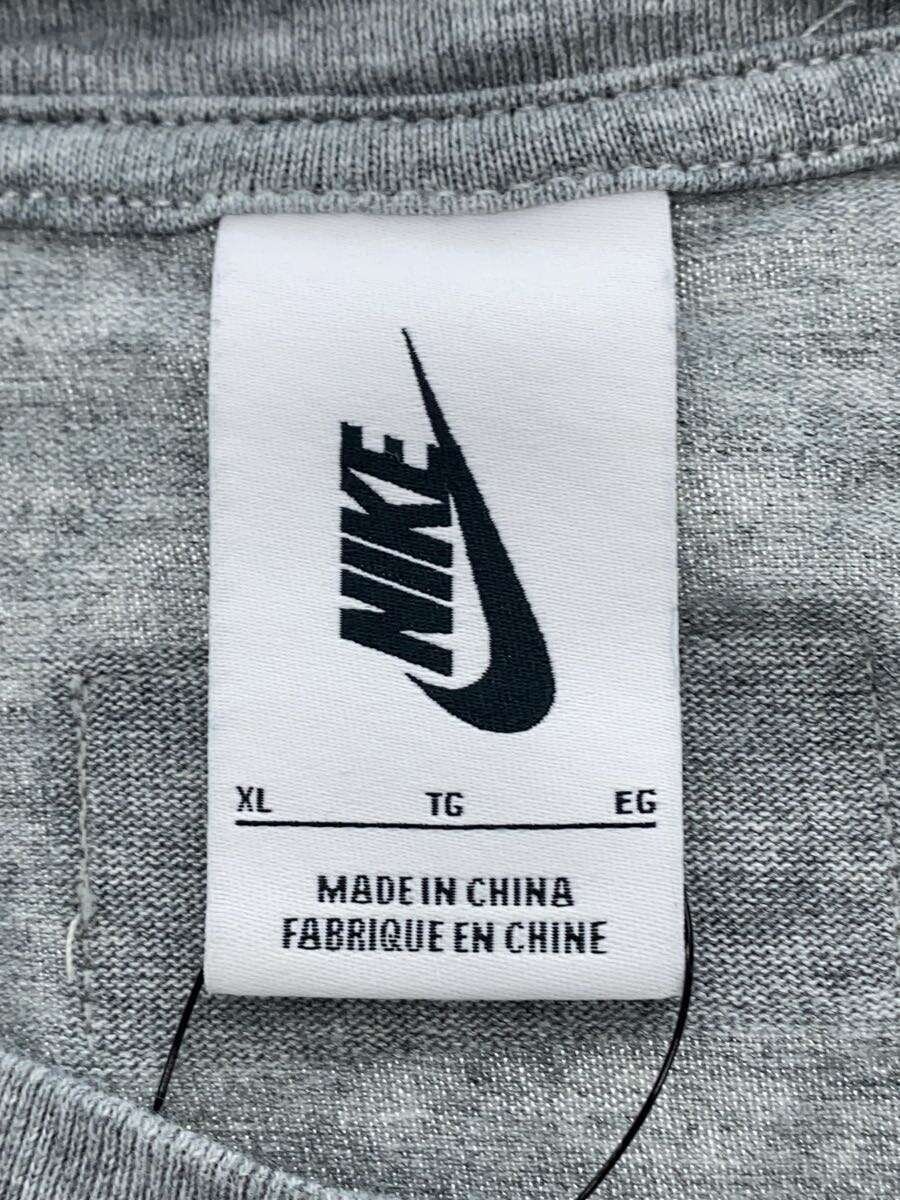 NIKE
XL TG EG
MADE IN CHINA
FABRIQUE EN CHINE